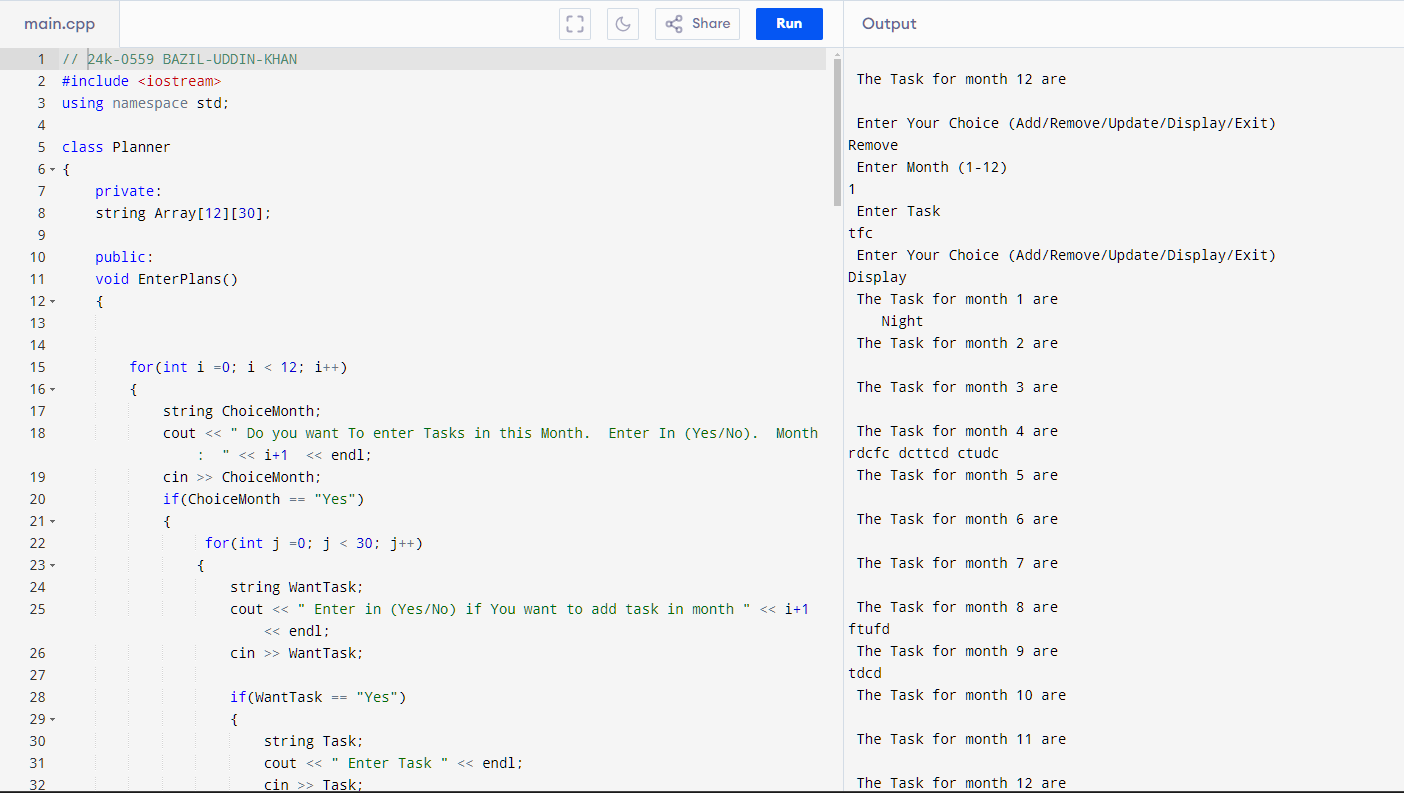 main.cpp
Share
Run
Output
1 // 24k-0559 BAZIL-UDDIN-KHAN
2 #include <iostream>
3 using namespace std;
4
5 class Planner
6 {
7 private:
8 string Array[12][30];
9
10 public:
11 void EnterPlans()
12 {
13
14
15 for(int i =0; i < 12; i++)
16 {
17 string ChoiceMonth;
18 cout << " Do you want To enter Tasks in this Month.  Enter In (Yes/No).  Month
:  " << i+1  << endl;
19 cin >> ChoiceMonth;
20 if(ChoiceMonth == "Yes")
21 {
22 for(int j =0; j < 30; j++)
23 {
24 string WantTask;
25 cout << " Enter in (Yes/No) if You want to add task in month " << i+1
<< endl;
26 cin >> WantTask;
27
28 if(WantTask == "Yes")
29 {
30 string Task;
31 cout << " Enter Task " << endl;
32 cin >> Task;
The Task for month 12 are
Enter Your Choice (Add/Remove/Update/Display/Exit)
Remove
Enter Month (1-12)
1
Enter Task
tfc
Enter Your Choice (Add/Remove/Update/Display/Exit)
Display
The Task for month 1 are
Night
The Task for month 2 are
The Task for month 3 are
The Task for month 4 are
rdcfc dcttcd ctudc
The Task for month 5 are
The Task for month 6 are
The Task for month 7 are
The Task for month 8 are
ftufd
The Task for month 9 are
tdcd
The Task for month 10 are
The Task for month 11 are
The Task for month 12 are